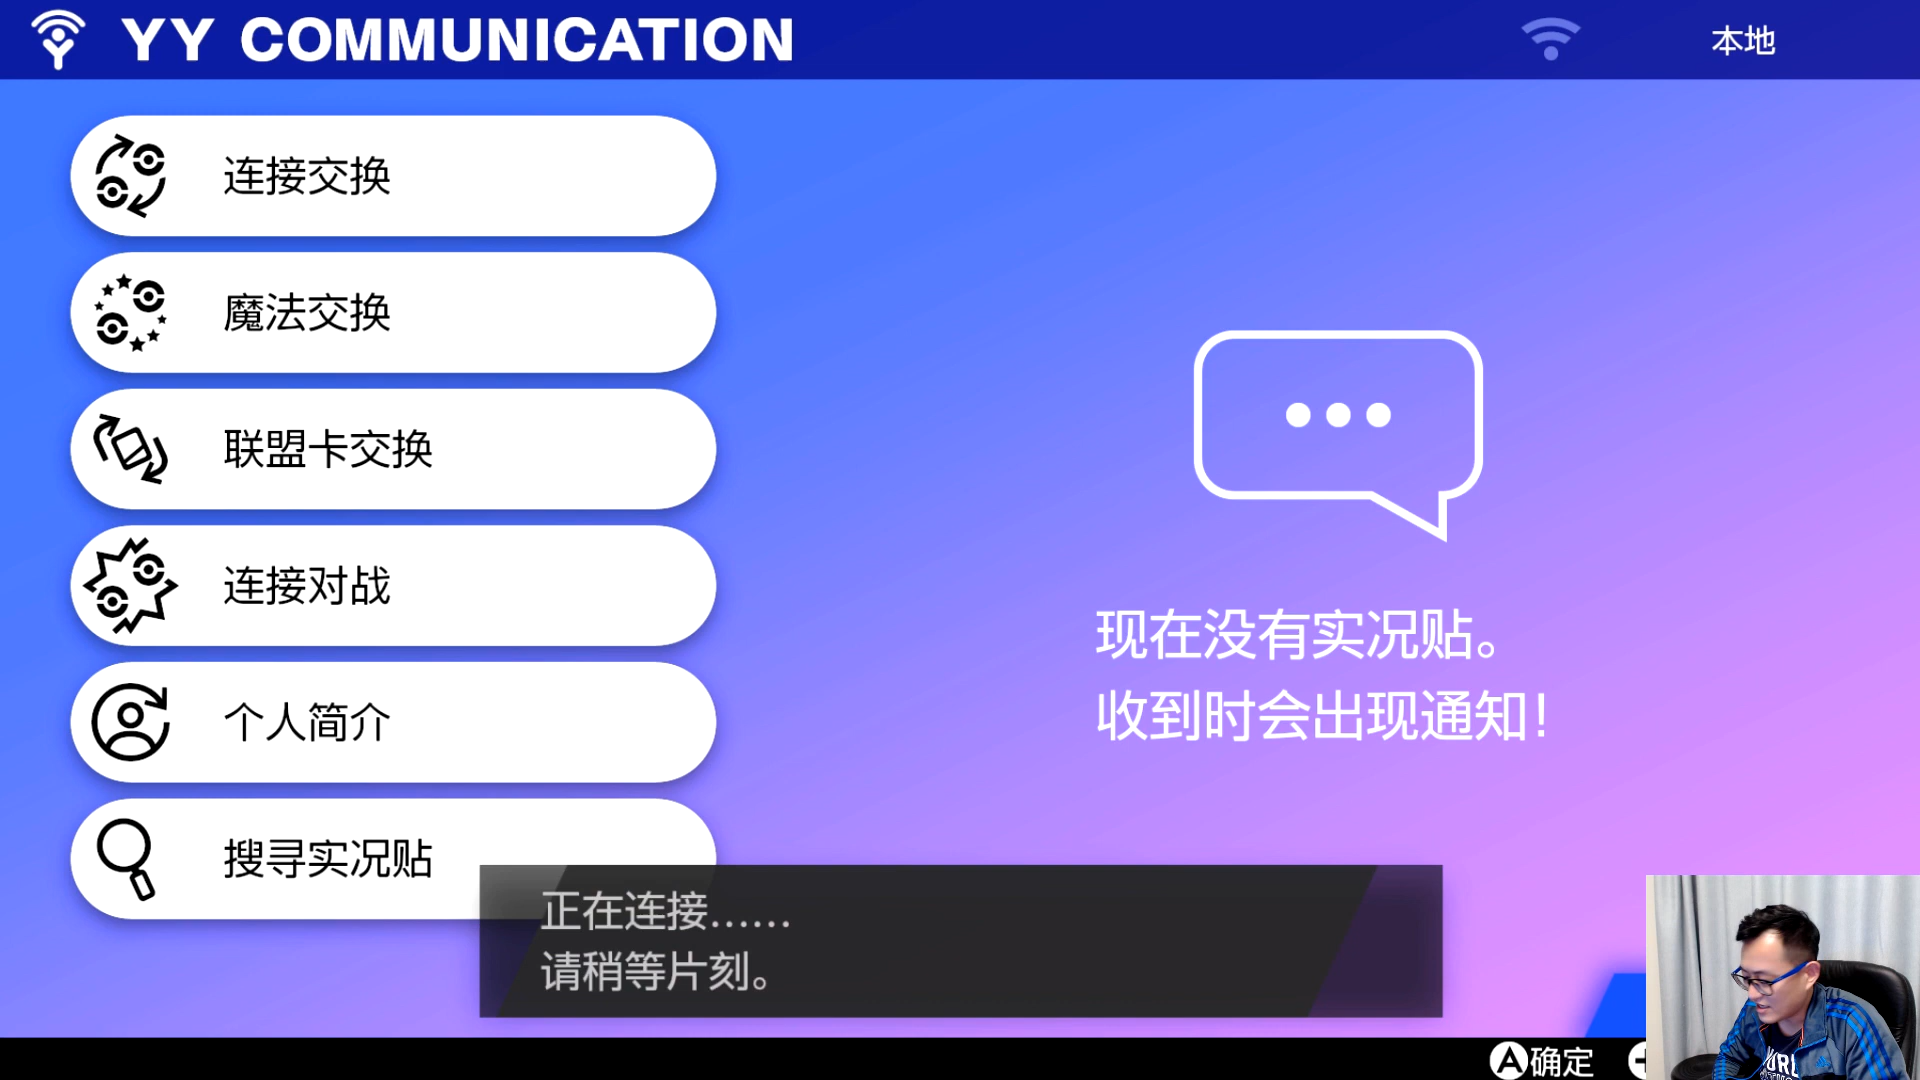 YY COMMUNICATION
本地
连接交换
魔法交换
联盟卡交换
连接对战
个人简介
搜寻实况贴
现在没有实况贴。
收到时会出现通知！
正在连接……
请稍等片刻。
A确定